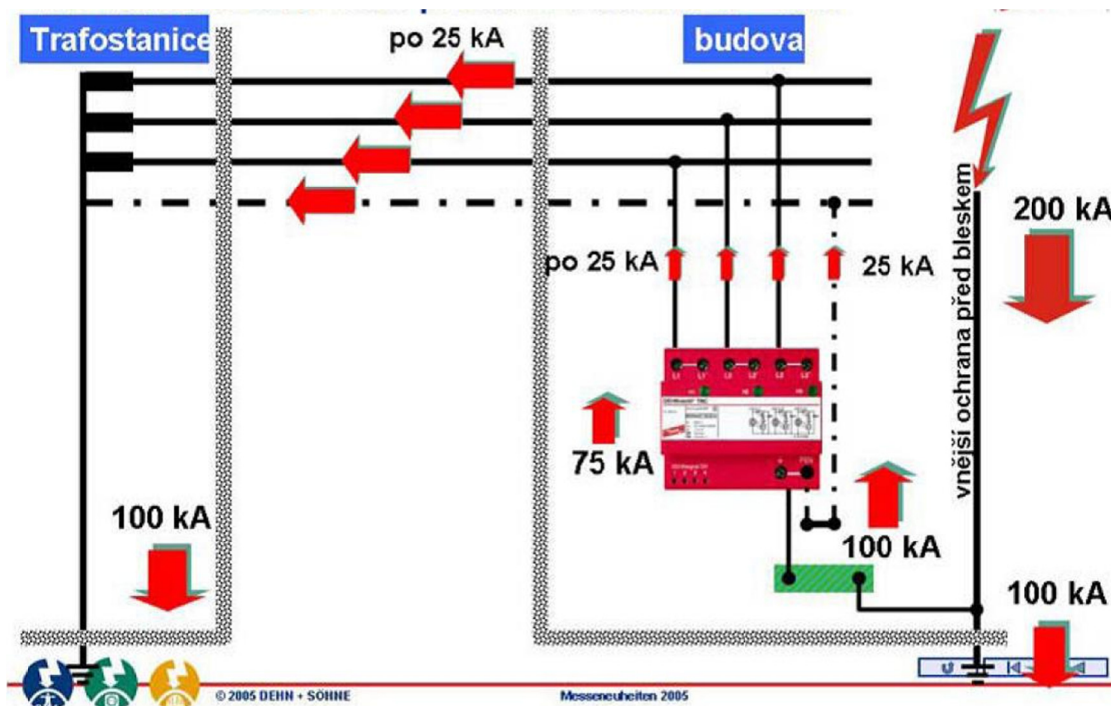 Trafostanice
po 25 kA
budova
200 kA
po 25 kA
25 kA
vnější ochrana před bleskem
75 kA
100 kA
100 kA
100 kA
© 2005 DEHN + SÖHNE
Messeneuheiten 2005